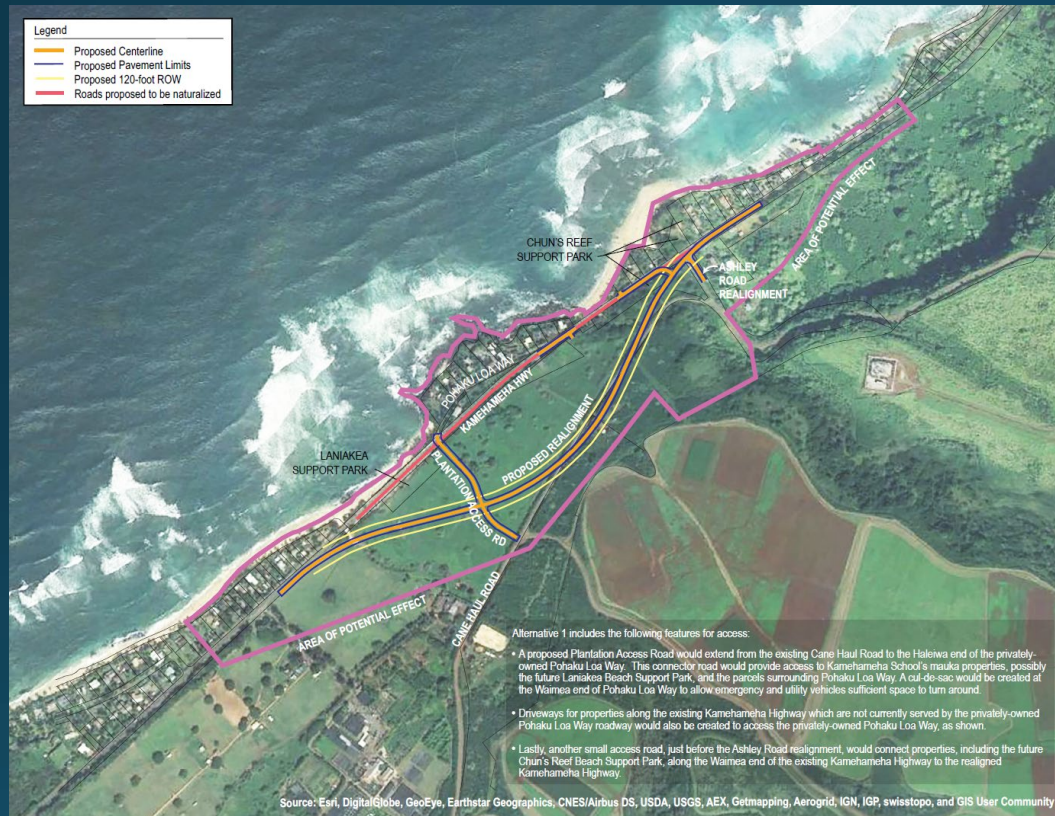 Legend
Proposed Centerline
Proposed Pavement Limits
Proposed 120-foot ROW
Roads proposed to be naturalized
CHUN'S REEF
SUPPORT PARK
ASHLEY
ROAD
REALIGNMENT
AREA OF POTENTIAL EFFECT
POHAKU LOA WAY
KAMEHAMEHA HWY
PROPOSED REALIGNMENT
LANIAKEA
SUPPORT PARK
PLANTATION ACCESS RD
CANE HAUL ROAD
AREA OF POTENTIAL EFFECT
Alternative 1 includes the following features for access:
• A proposed Plantation Access Road would extend from the existing Cane Haul Road to the Haleiwa end of the privately-
owned Pohaku Loa Way. This connector road would provide access to Kamehameha School's mauka properties, possibly
the future Laniakea Beach Support Park, and the parcels surrounding Pohaku Loa Way. A cul-de-sac would be created at
the Waimea end of Pohaku Loa Way to allow emergency and utility vehicles sufficient space to turn around.
• Driveways for properties along the existing Kamehameha Highway which are not currently served by the privately-owned
Pohaku Loa Way roadway would also be created to access the privately-owned Pohaku Loa Way, as shown.
• Lastly, another small access road, just before the Ashley Road realignment, would connect properties, including the future
Chun's Reef Beach Support Park, along the Waimea end of the existing Kamehameha Highway to the realigned
Kamehameha Highway.
Source: Esri, DigitalGlobe, GeoEye, Earthstar Geographics, CNES/Airbus DS, USDA, USGS, AEX, Getmapping, Aerogrid, IGN, IGP, swisstopo, and GIS User Community